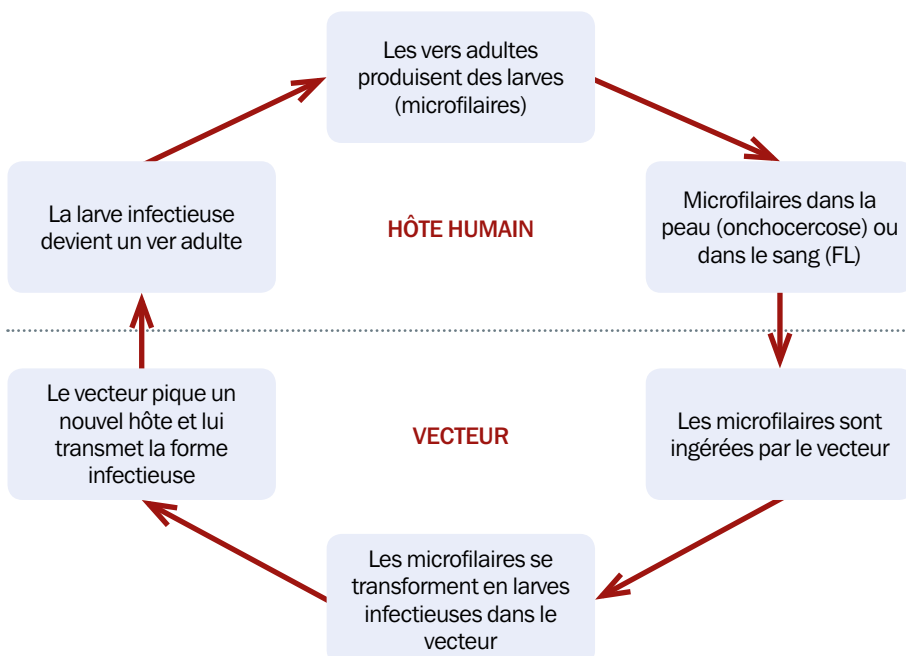 Les vers adultes
produisent des larves
(microfilaires)
La larve infectieuse
devient un ver adulte
HÔTE HUMAIN
Microfilaires dans la
peau (onchocercose) ou
dans le sang (FL)
Le vecteur pique un
nouvel hôte et lui
transmet la forme
infectieuse
VECTEUR
Les microfilaires sont
ingérées par le vecteur
Les microfilaires se
transforment en larves
infectieuses dans le
vecteur